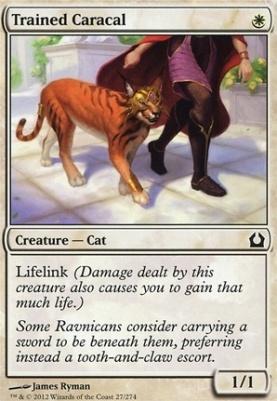 Trained Caracal
Creature — Cat
Lifelink (Damage dealt by this
creature also causes you to gain that
much life.)
Some Ravnicans consider carrying a
sword to be beneath them, preferring
instead a tooth-and-claw escort.
James Ryman
™ & © 2012 Wizards of the Coast 27/274
1/1